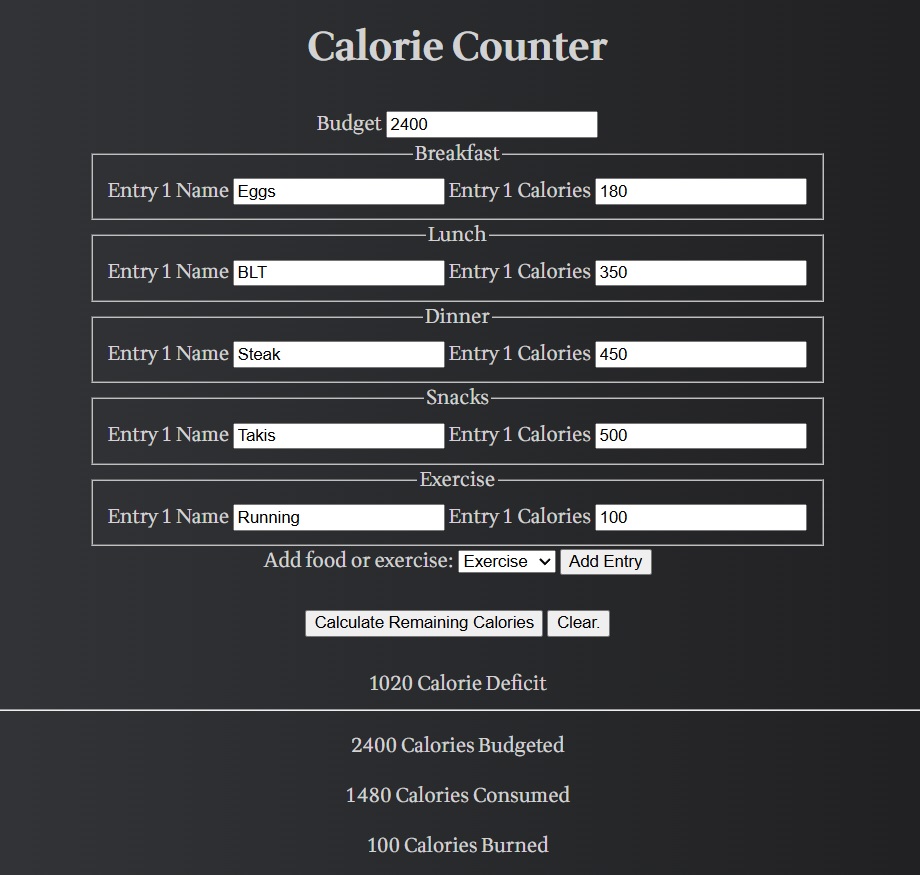 Calorie Counter
Budget 2400
Breakfast
Entry 1 Name Eggs Entry 1 Calories 180
Lunch
Entry 1 Name BLT Entry 1 Calories 350
Dinner
Entry 1 Name Steak Entry 1 Calories 450
Snacks
Entry 1 Name Takis Entry 1 Calories 500
Exercise
Entry 1 Name Running Entry 1 Calories 100
Add food or exercise: Exercise Add Entry
Calculate Remaining Calories Clear.
1020 Calorie Deficit
2400 Calories Budgeted
1480 Calories Consumed
100 Calories Burned